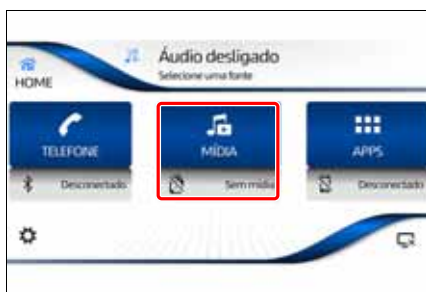 Áudio desligado
Selecione uma fonte
HOME
TELEFONE
MÍDIA
APPS
Desconectado
Sem mídia
Desconectado